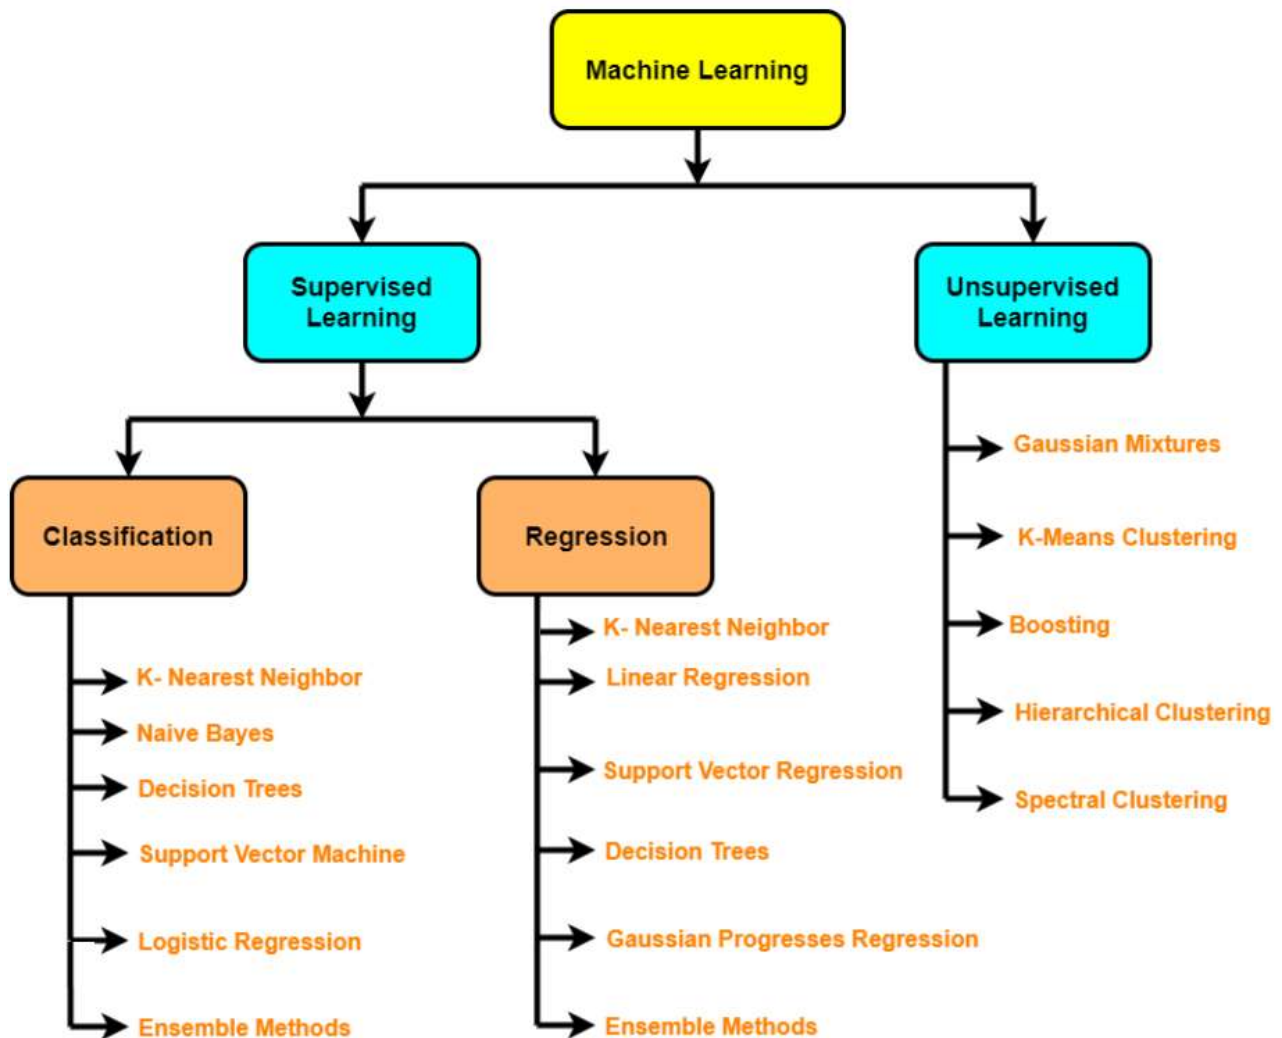 Machine Learning
Supervised
Learning
Unsupervised
Learning
Classification
K- Nearest Neighbor
Naive Bayes
Decision Trees
Support Vector Machine
Logistic Regression
Ensemble Methods
Regression
K- Nearest Neighbor
Linear Regression
Support Vector Regression
Decision Trees
Gaussian Progresses Regression
Ensemble Methods
Gaussian Mixtures
K-Means Clustering
Boosting
Hierarchical Clustering
Spectral Clustering